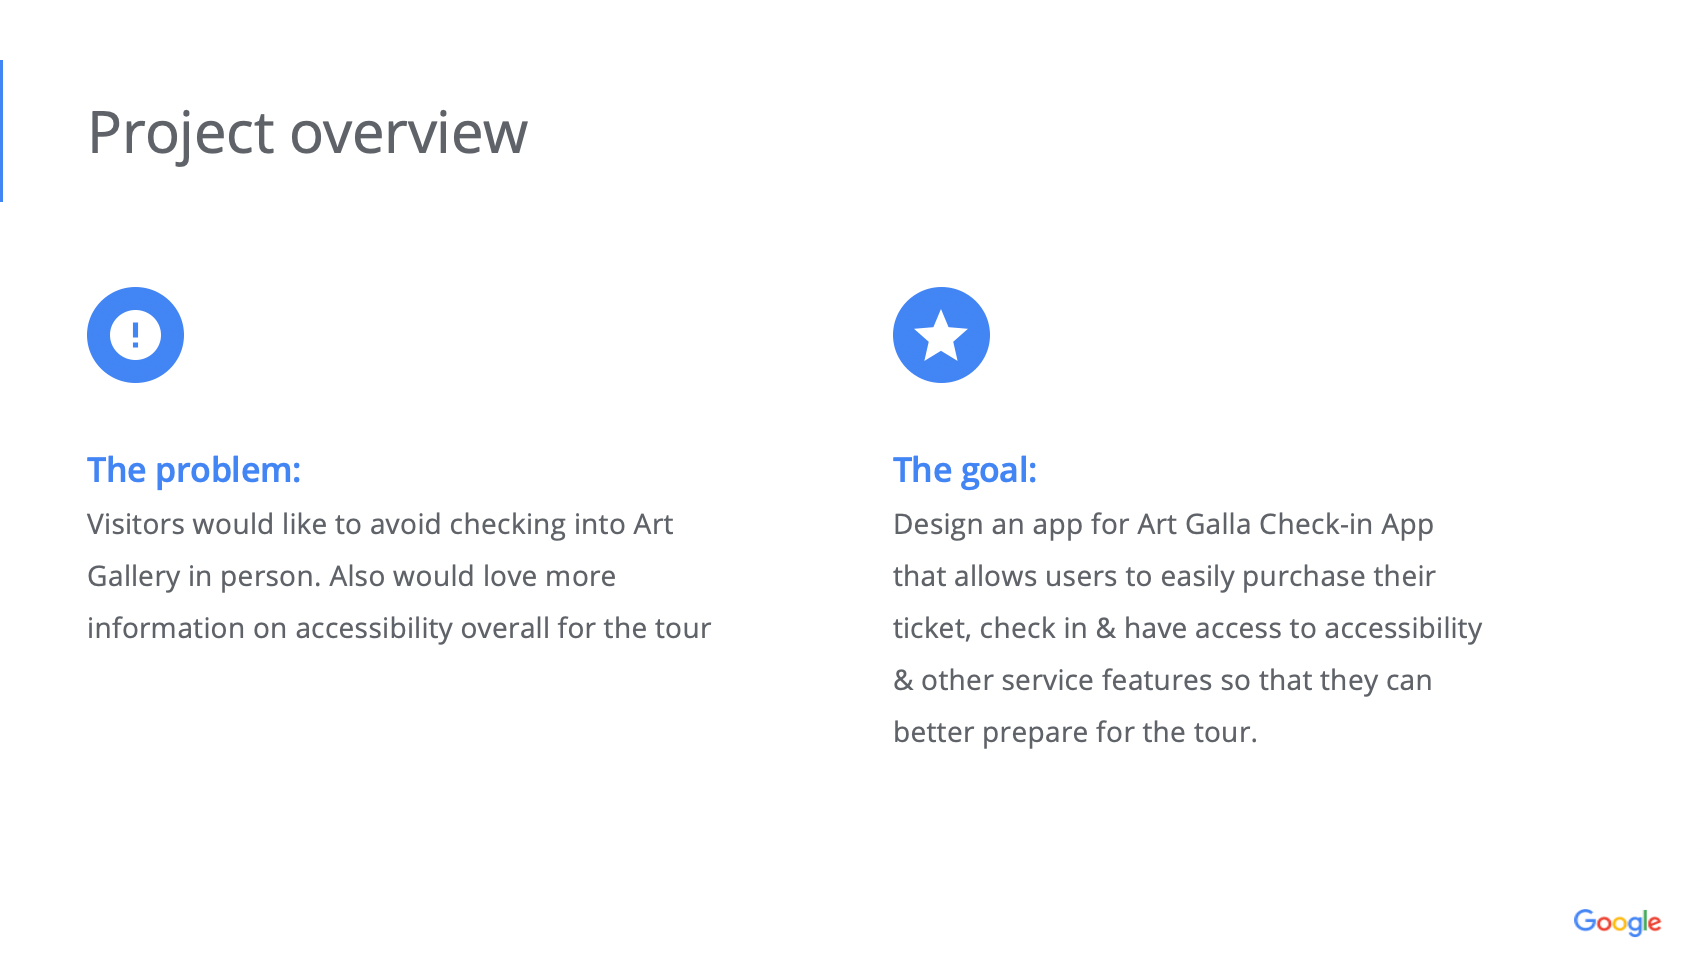 Project overview
The problem:
Visitors would like to avoid checking into Art
Gallery in person. Also would love more
information on accessibility overall for the tour
The goal:
Design an app for Art Galla Check-in App
that allows users to easily purchase their
ticket, check in & have access to accessibility
& other service features so that they can
better prepare for the tour.
Google